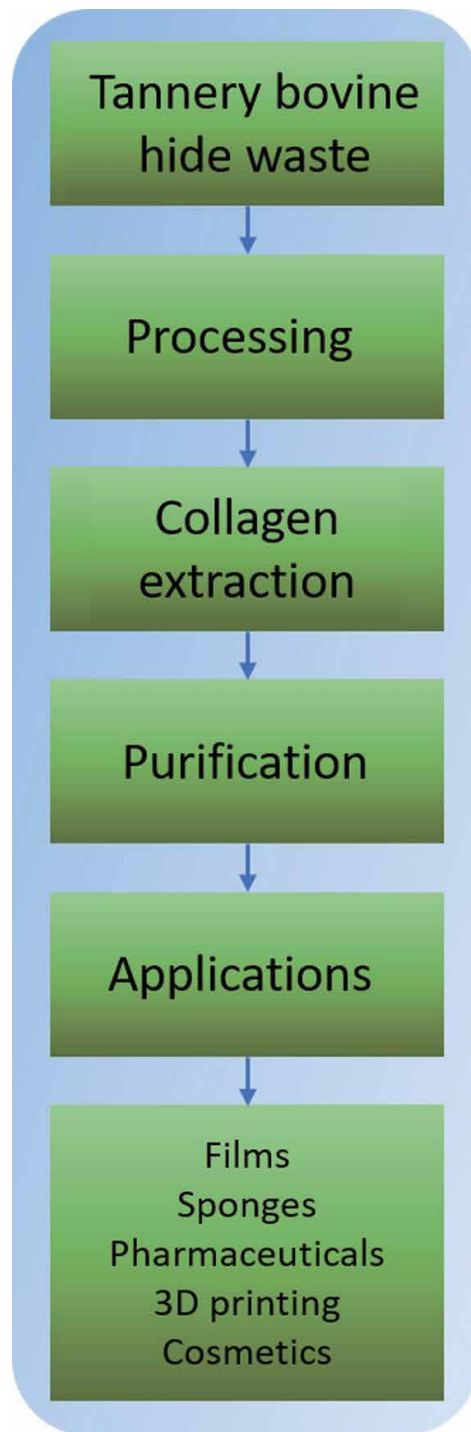 Tannery bovine
hide waste
Processing
Collagen
extraction
Purification
Applications
Films
Sponges
Pharmaceuticals
3D printing
Cosmetics